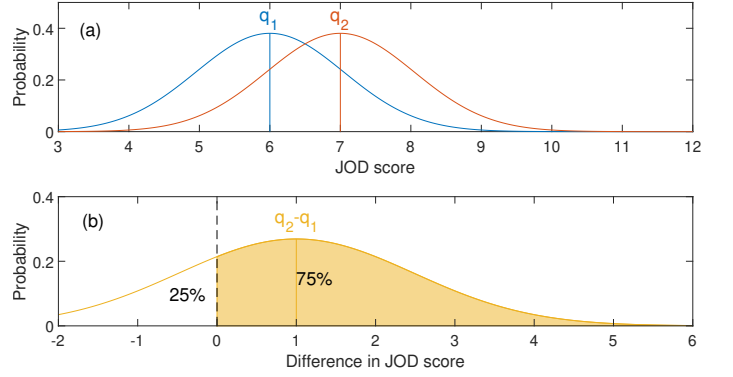 q1 q2
(a)
Probability
0.4
0.2
0
3 4 5 6 7 8 9 10 11 12
JOD score
(b)
q2-q1
Probability
0.4
0.2
0
75%
25%
-2 -1 0 1 2 3 4 5 6
Difference in JOD score